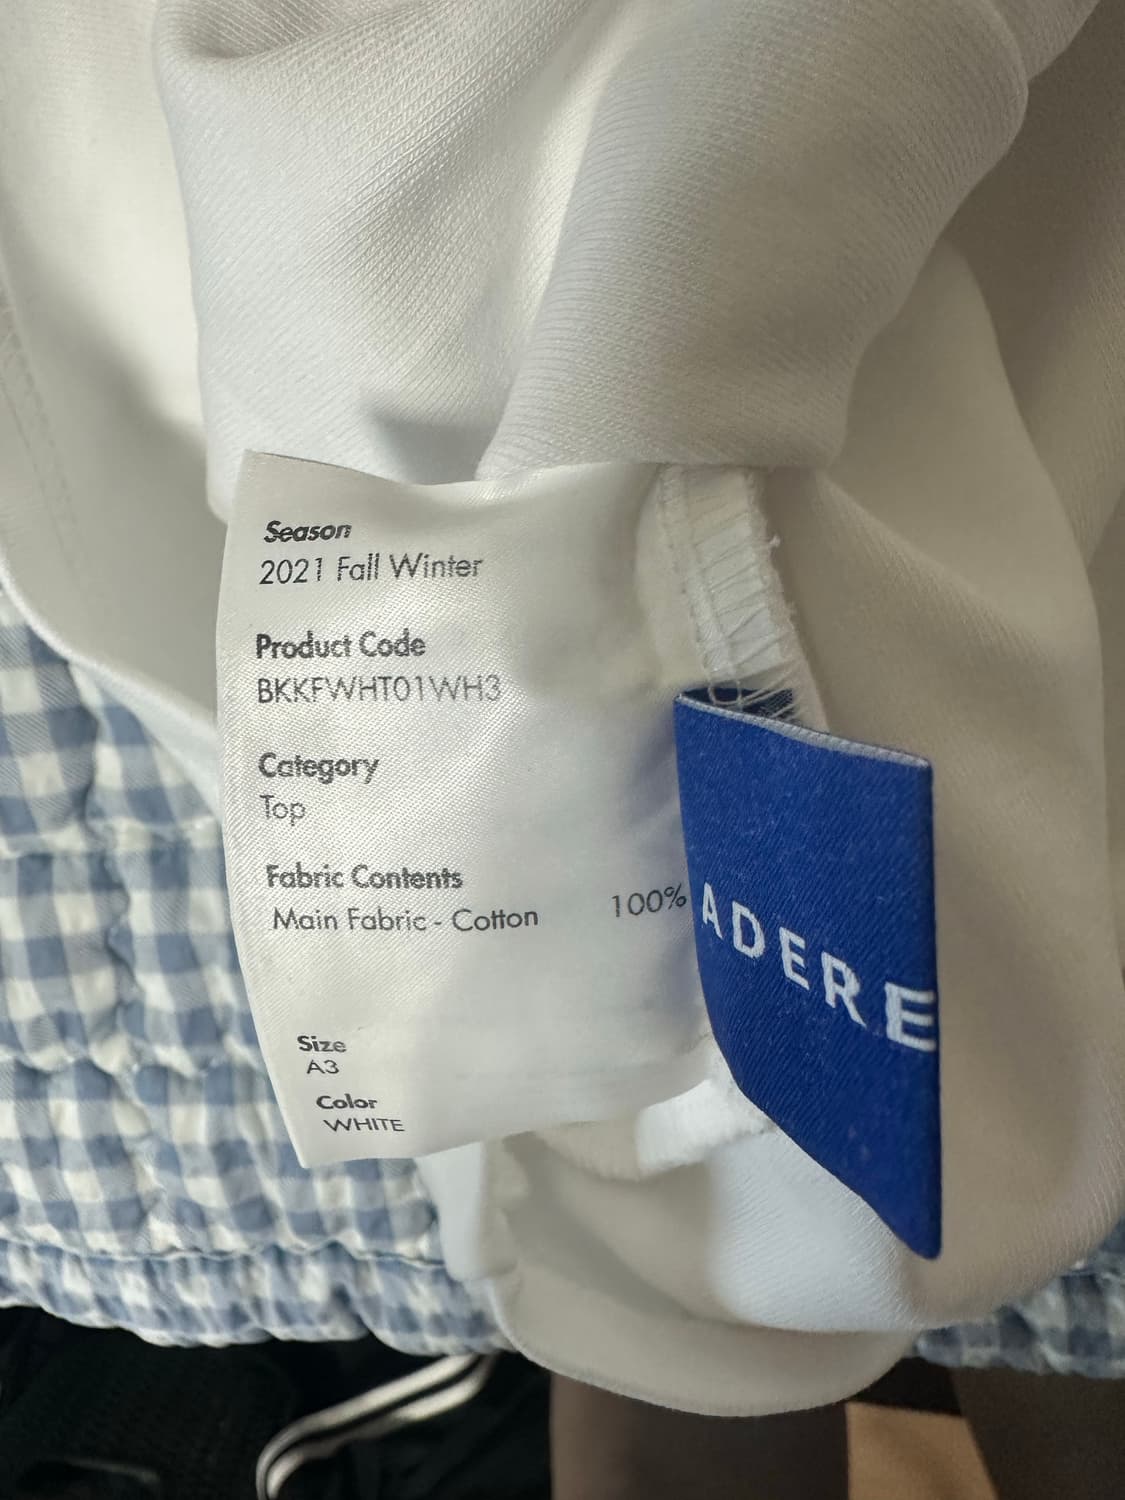 Season
2021 Fall Winter
Product Code
BKKFWHT01WH3
Category
Top
Fabric Contents
Main Fabric - Cotton 100%
Size
A3
Color
WHITE
ADERE